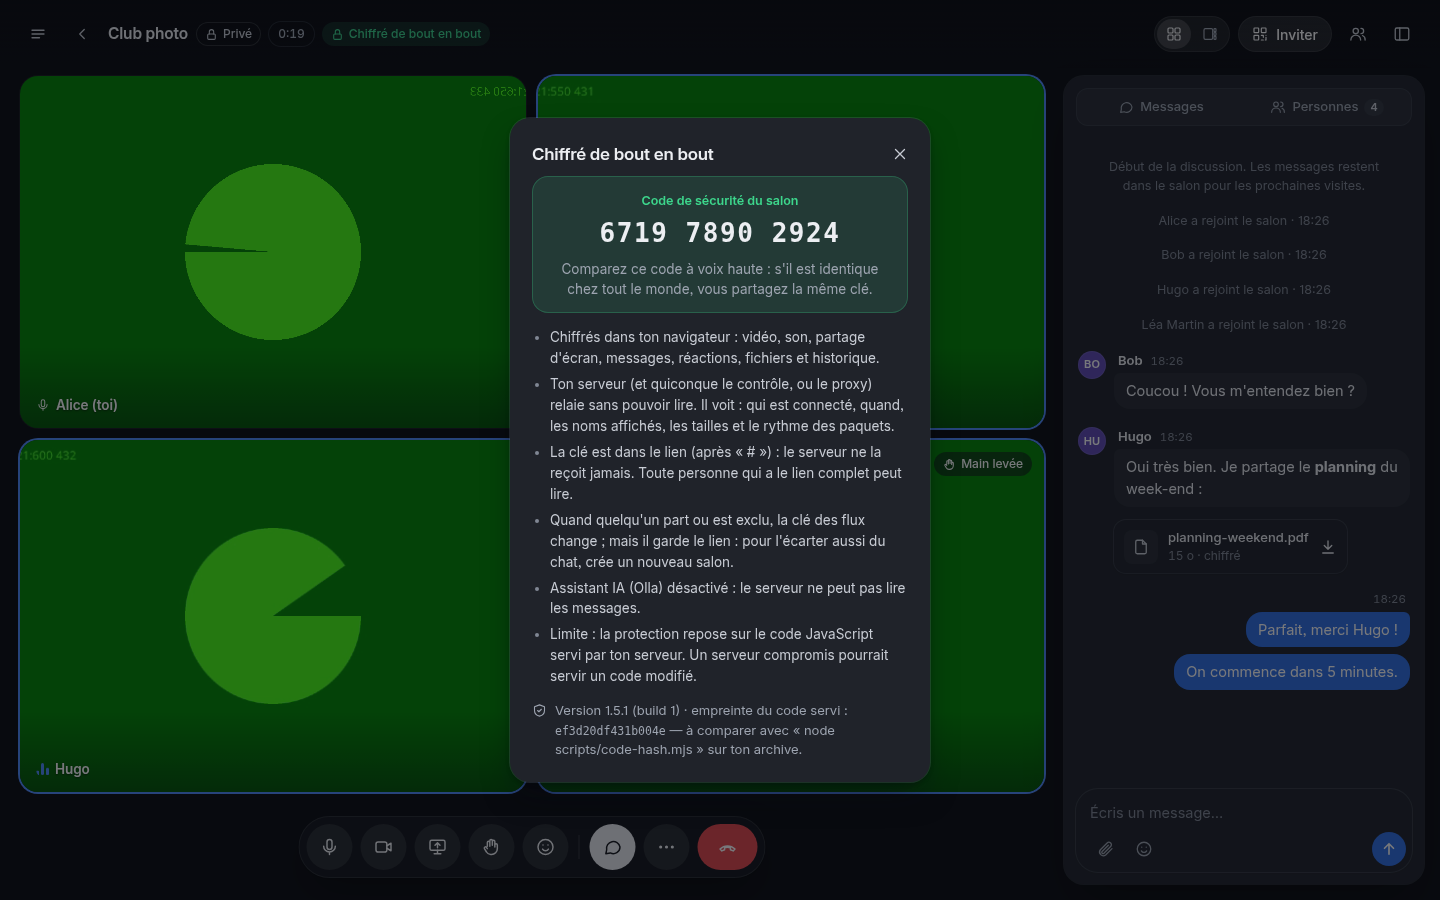 Club photo
Privé
0:19
Chiffré de bout en bout
Inviter
1:650 433
1:550 431
Alice (toi)
1:600 432
Main levée
Hugo
Chiffré de bout en bout
Code de sécurité du salon
6719 7890 2924
Comparez ce code à voix haute : s'il est identique
chez tout le monde, vous partagez la même clé.
• Chiffrés dans ton navigateur : vidéo, son, partage
d'écran, messages, réactions, fichiers et historique.
• Ton serveur (et quiconque le contrôle, ou le proxy)
relaie sans pouvoir lire. Il voit : qui est connecté, quand,
les noms affichés, les tailles et le rythme des paquets.
• La clé est dans le lien (après « # ») : le serveur ne la
reçoit jamais. Toute personne qui a le lien complet peut
lire.
• Quand quelqu'un part ou est exclu, la clé des flux
change ; mais il garde le lien : pour l'écarter aussi du
chat, crée un nouveau salon.
• Assistant IA (Olla) désactivé : le serveur ne peut pas lire
les messages.
• Limite : la protection repose sur le code JavaScript
servi par ton serveur. Un serveur compromis pourrait
servir un code modifié.
Version 1.5.1 (build 1) · empreinte du code servi :
ef3d20df431b004e — à comparer avec « node
scripts/code-hash.mjs » sur ton archive.
Messages
Personnes 4
Début de la discussion. Les messages restent
dans le salon pour les prochaines visites.
Alice a rejoint le salon · 18:26
Bob a rejoint le salon · 18:26
Hugo a rejoint le salon · 18:26
Léa Martin a rejoint le salon · 18:26
BO
Bob 18:26
Coucou ! Vous m'entendez bien ?
HU
Hugo 18:26
Oui très bien. Je partage le planning du
week-end :
planning-weekend.pdf
15 o · chiffré
18:26
Parfait, merci Hugo !
On commence dans 5 minutes.
Écris un message...